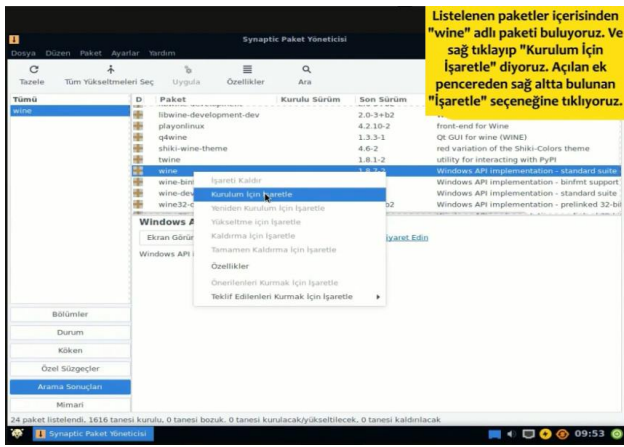 Listelenen paketler içerisinden
"wine" adlı paketi buluyoruz. Ve
sağ tıklayıp "Kurulum İçin
İşaretle" diyoruz. Açılan ek
pencereden sağ altta bulunan
"İşaretle" seçeneğine tıklıyoruz.
Synaptic Paket Yöneticisi
Dosya Düzen Paket Ayarlar Yardım
Tazele Tüm Yükseltmeleri Seç Uygula Özellikler Ara
Tümü
wine
D Paket Kurulu Sürüm Son Sürüm
libwine-development-dev 2.0-3+b2
playonlinux 4.2.10-2 front-end for Wine
q4wine 1.3.3-1 Qt GUI for wine (WINE)
shiki-wine-theme 4.6-2 red variation of the Shiki-Colors theme
twine 1.8.1-2 utility for interacting with PyPI
wine Windows API implementation - standard suite
wine-bin Windows API implementation - binfmt support
wine-dev Windows API implementation - standard suite
wine32- Windows API implementation - prelinked 32-bi
İşareti Kaldır
Kurulum İçin İşaretle
Yeniden Kurulum İçin İşaretle
Yükseltme için İşaretle
Kaldırma İçin İşaretle
Tamamen Kaldırma İçin İşaretle
Özellikler
Önerilenleri Kurmak İçin İşaretle
Teklif Edilenleri Kurmak İçin İşaretle
Windows A
Ekran Görün
iyaret Edin
Windows API i
Bölümler
Durum
Köken
Özel Süzgeçler
Arama Sonuçları
Mimari
24 paket listelendi, 1616 tanesi kurulu, 0 tanesi bozuk. 0 tanesi kurulacak/yükseltilecek, 0 tanesi kaldırılacak
Synaptic Paket Yöneticisi 09:53